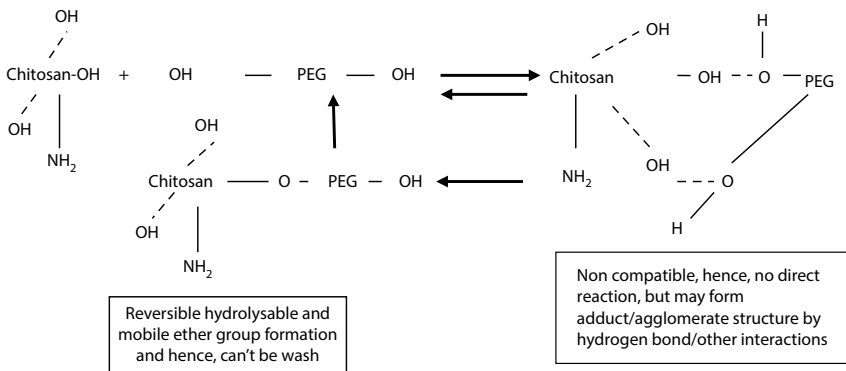 OH H
OH
Chitosan-OH + OH PEG OH Chitosan OH O PEG
OH OH
NH₂ OH
Chitosan O PEG OH NH₂ O
OH H
NH₂
Non compatible, hence, no direct
reaction, but may form
adduct/agglomerate structure by
hydrogen bond/other interactions
Reversible hydrolysable and
mobile ether group formation
and hence, can't be wash